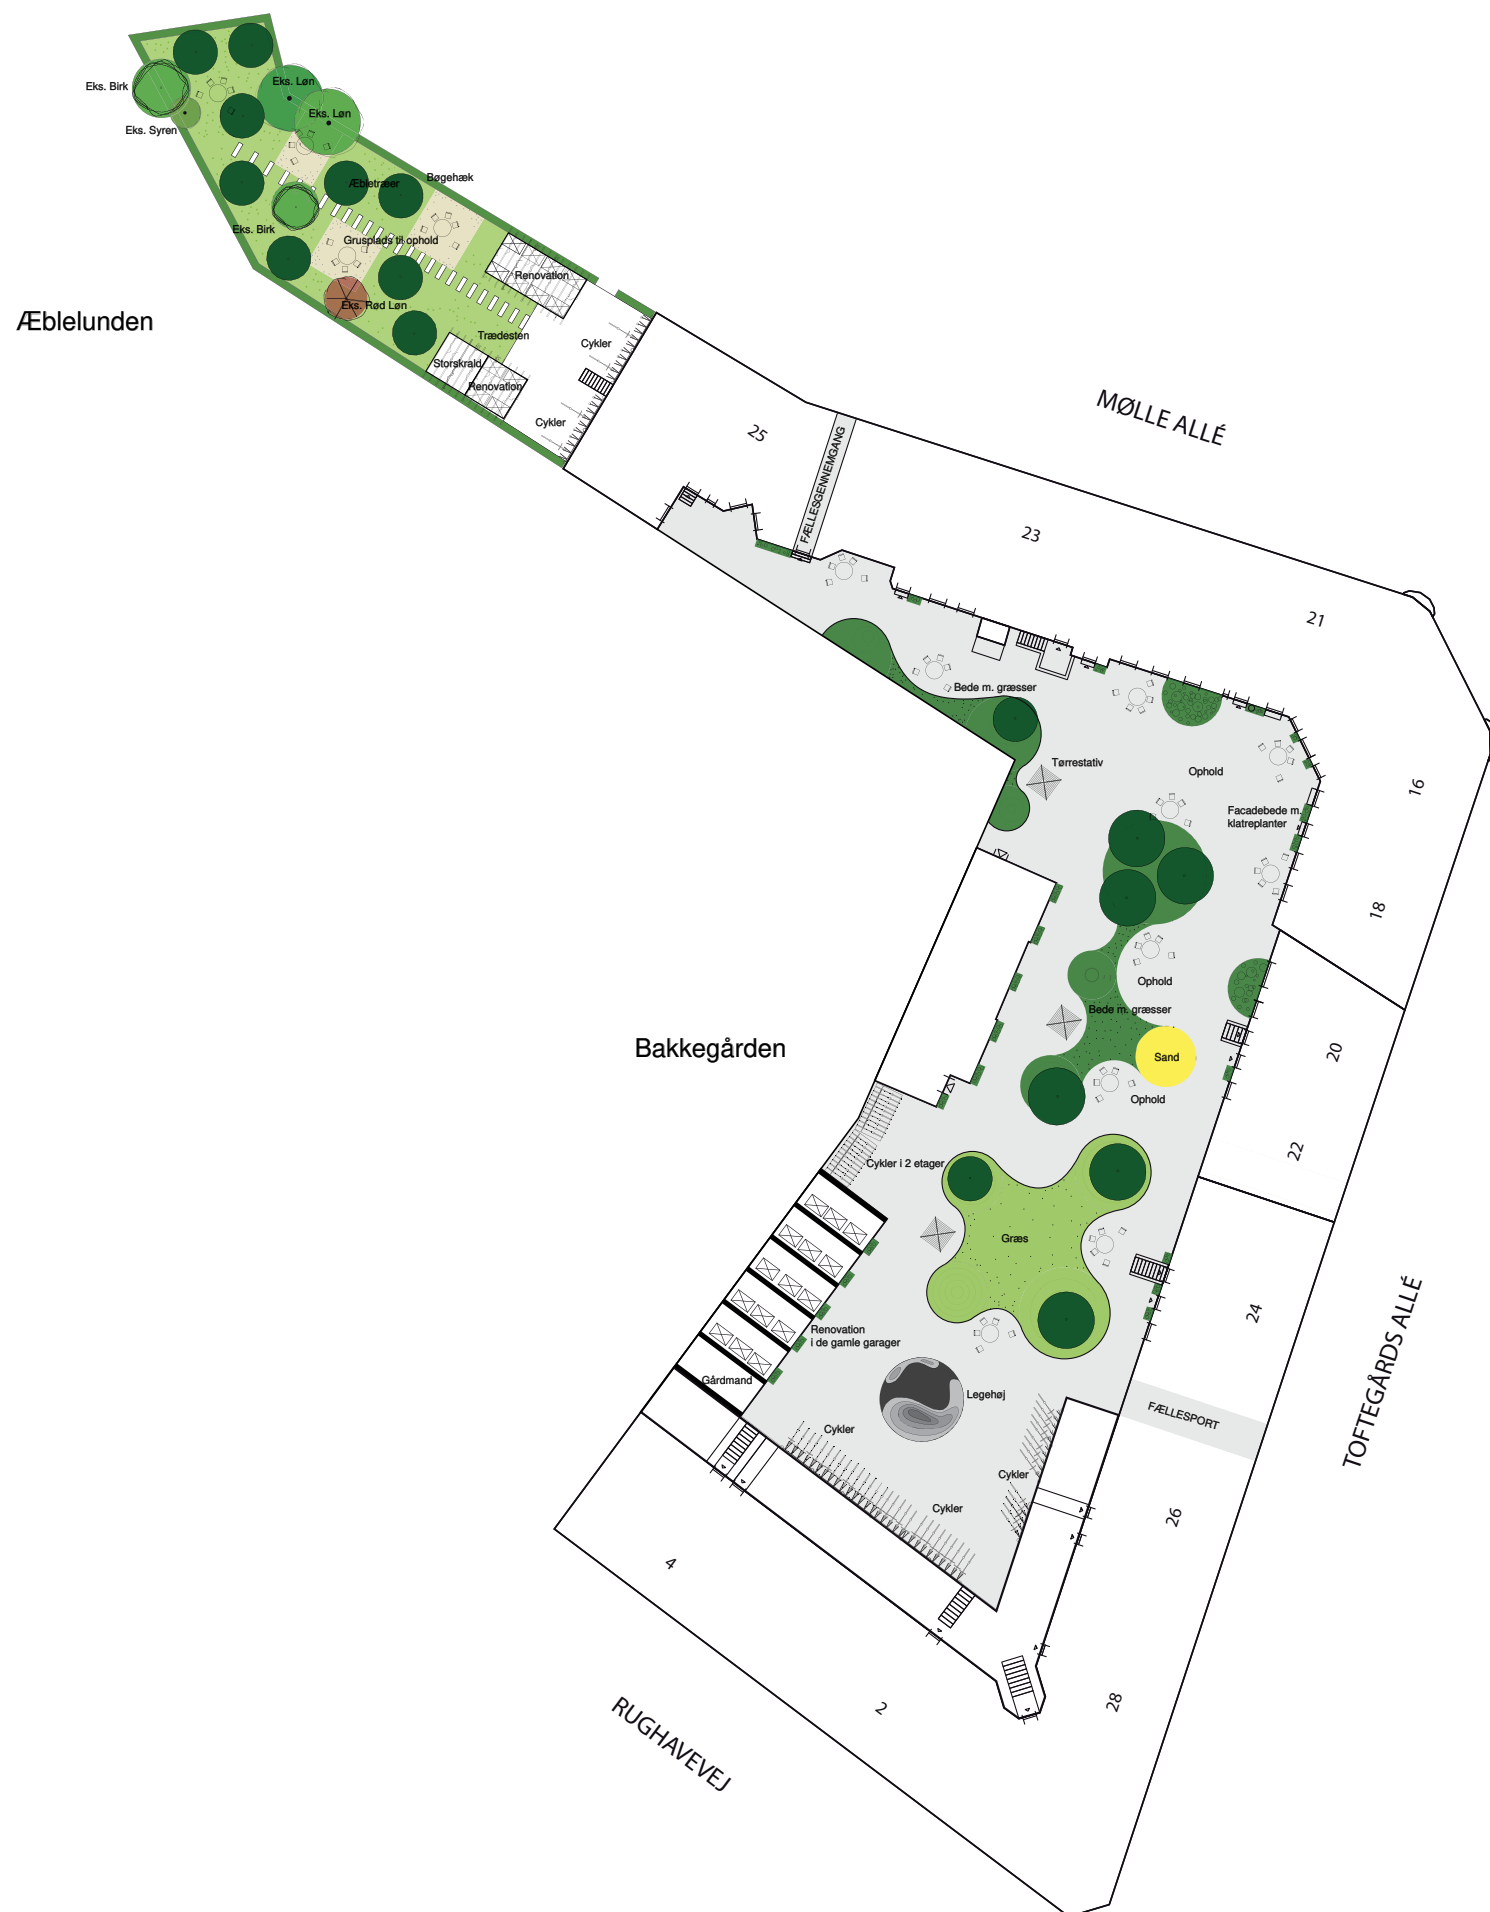 Eks. Birk
Eks. Løn
Eks. Løn
Eks. Syren
Æbletræer
Bøgehæk
Eks. Birk
Grusplads til ophold
Renovation
Eks. Rød Løn
Æblelunden
Trædesten
Cykler
Storskrald
Renovation
Cykler
MØLLE ALLÉ
25
FÆLLESGENNEMGANG
23
21
Bede m. græsser
Tørrestativ
Ophold
16
Facadebede m.
klatreplanter
18
Ophold
Bede m. græsser
Bakkegården
Sand
20
Ophold
22
Cykler i 2 etager
Græs
24
Renovation
i de gamle garager
Gårdmand
Legehøj
TOFTEGÅRDS ALLÉ
FÆLLESPORT
Cykler
Cykler
Cykler
26
4
2
28
RUGHAVEVEJ